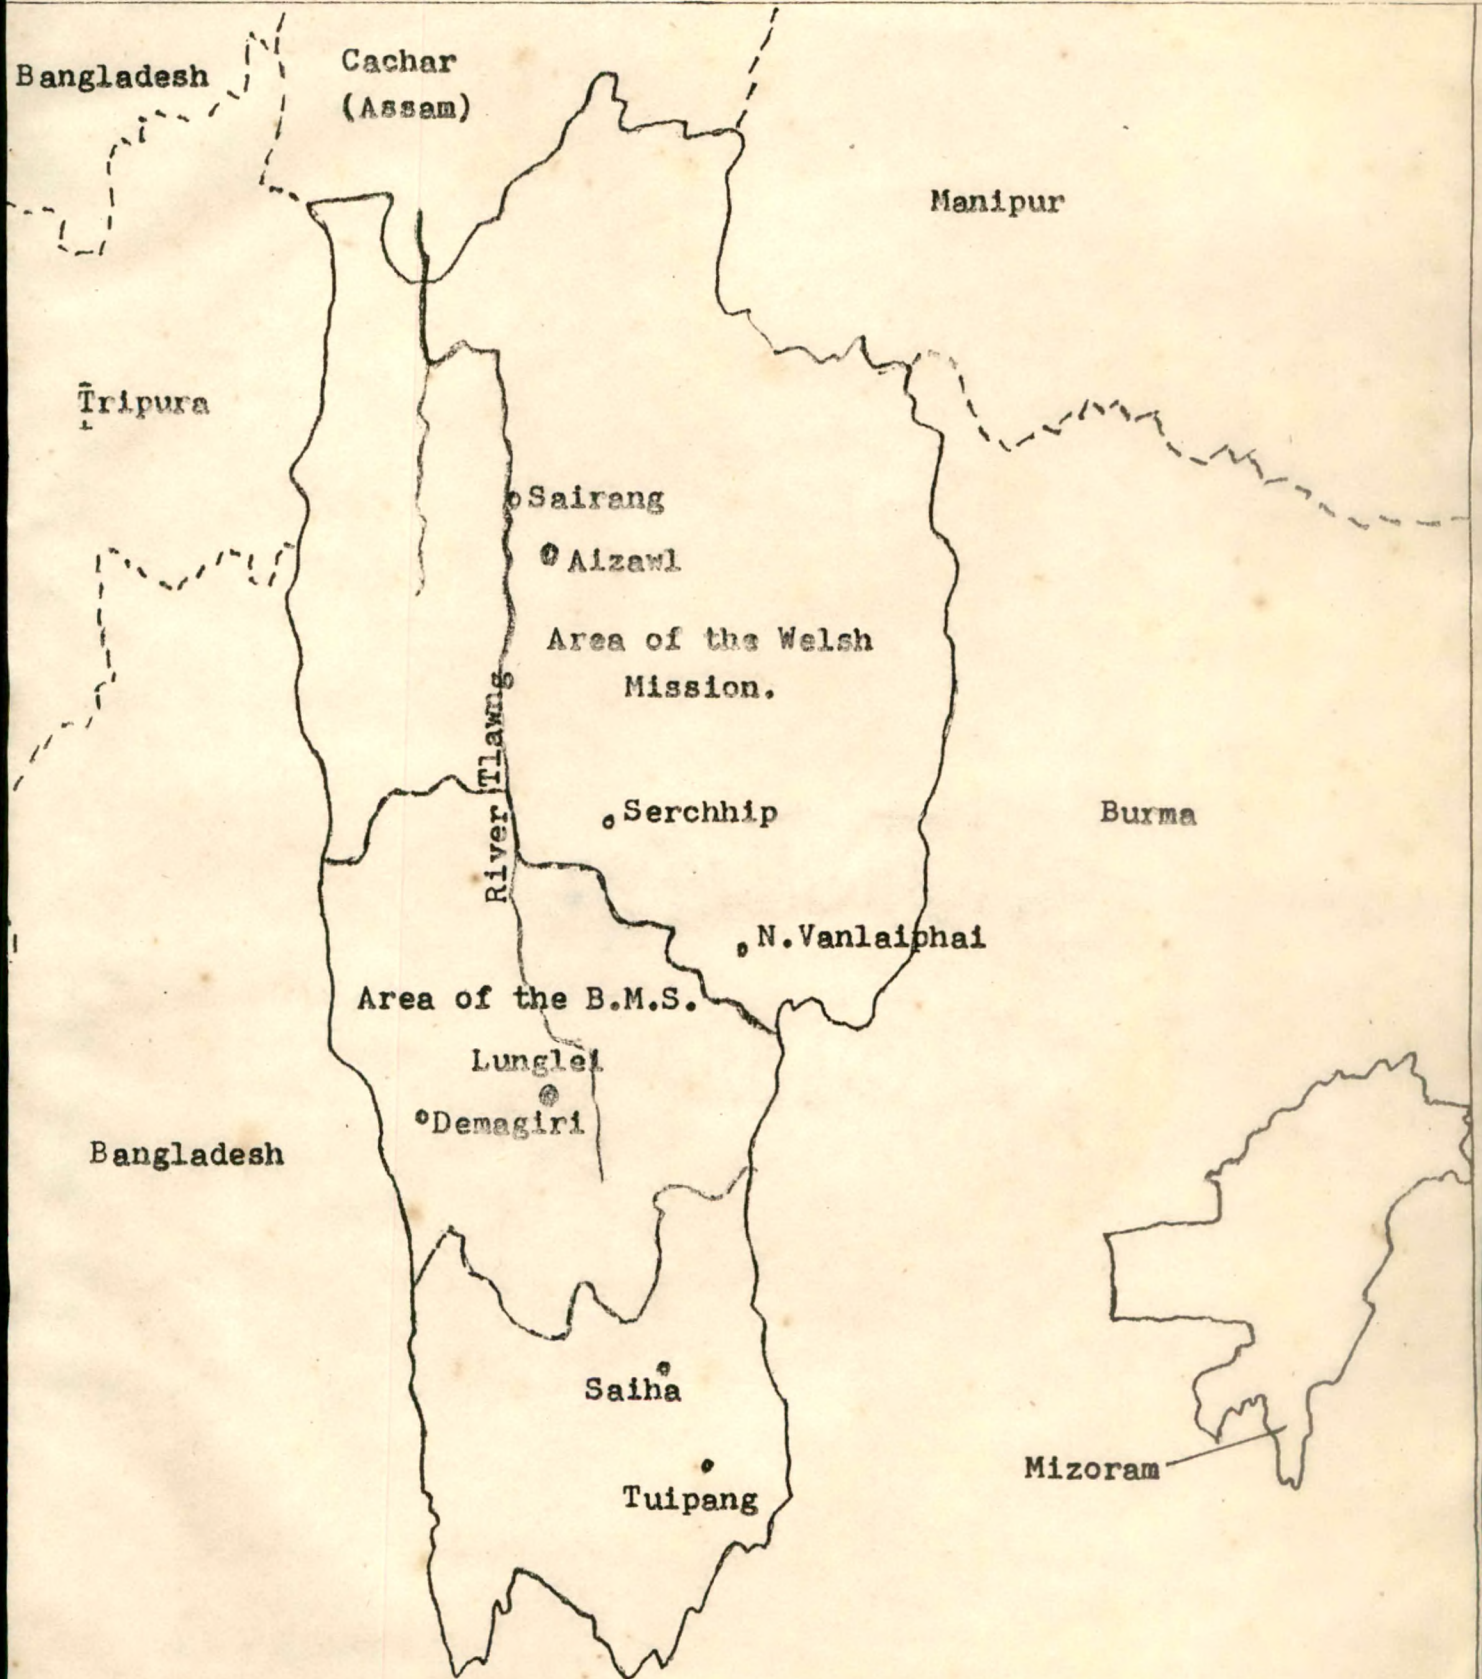 Cachar
(Assam)
Bangladesh
Manipur
Tripura
Sairang
Aizawl
Area of the Welsh
Mission.
River Tlawng
Serchhip
Burma
N.Vanlaiphai
Area of the B.M.S.
Lunglei
Demagiri
Bangladesh
Saiha
Mizoram
Tuipang